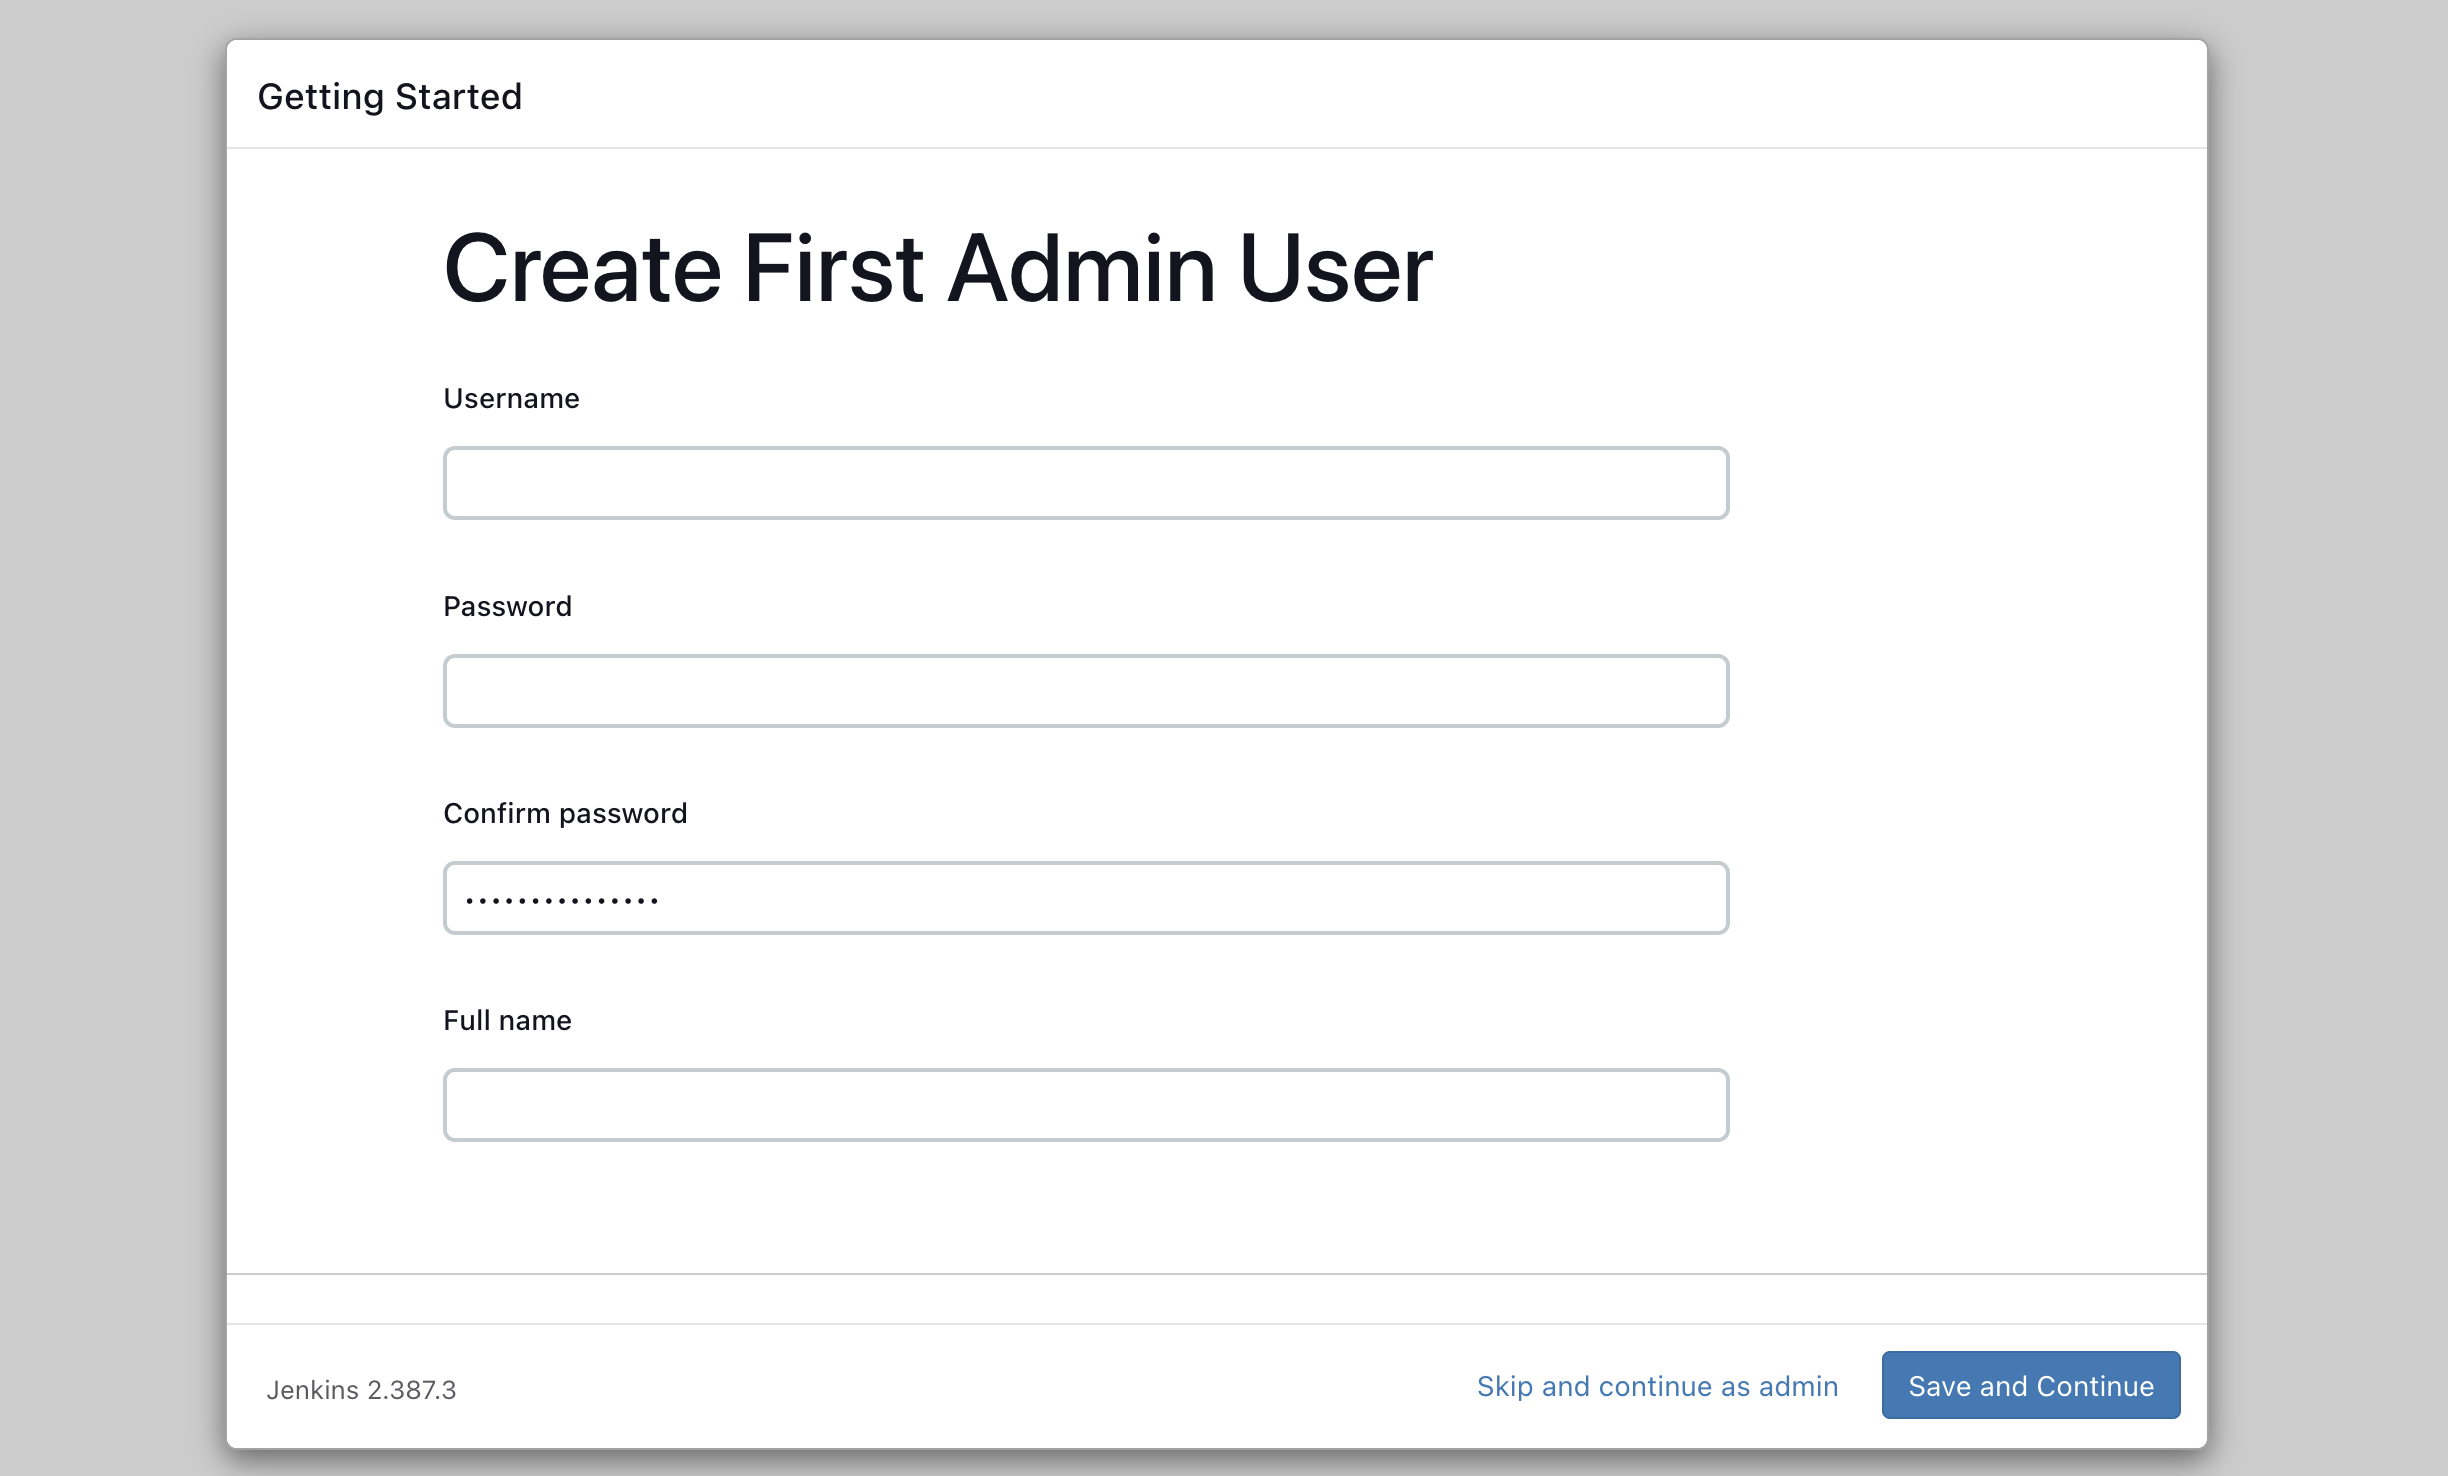 Getting Started
Create First Admin User
Username
Password
Confirm password
•••••••••••••••
Full name
Jenkins 2.387.3
Skip and continue as admin
Save and Continue